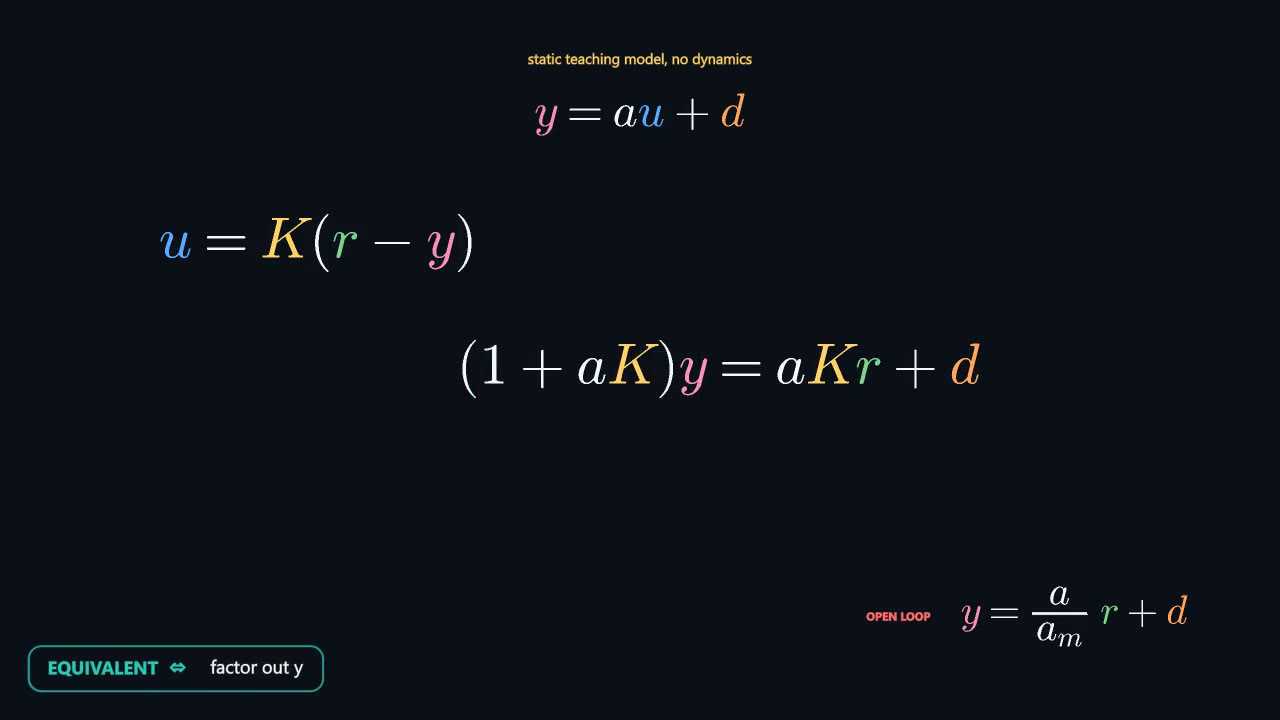 static teaching model, no dynamics
y = au + d
u = K(r − y)
(1 + aK)y = aKr + d
OPEN LOOP y = a/a_m r + d
EQUIVALENT ⇔ factor out y